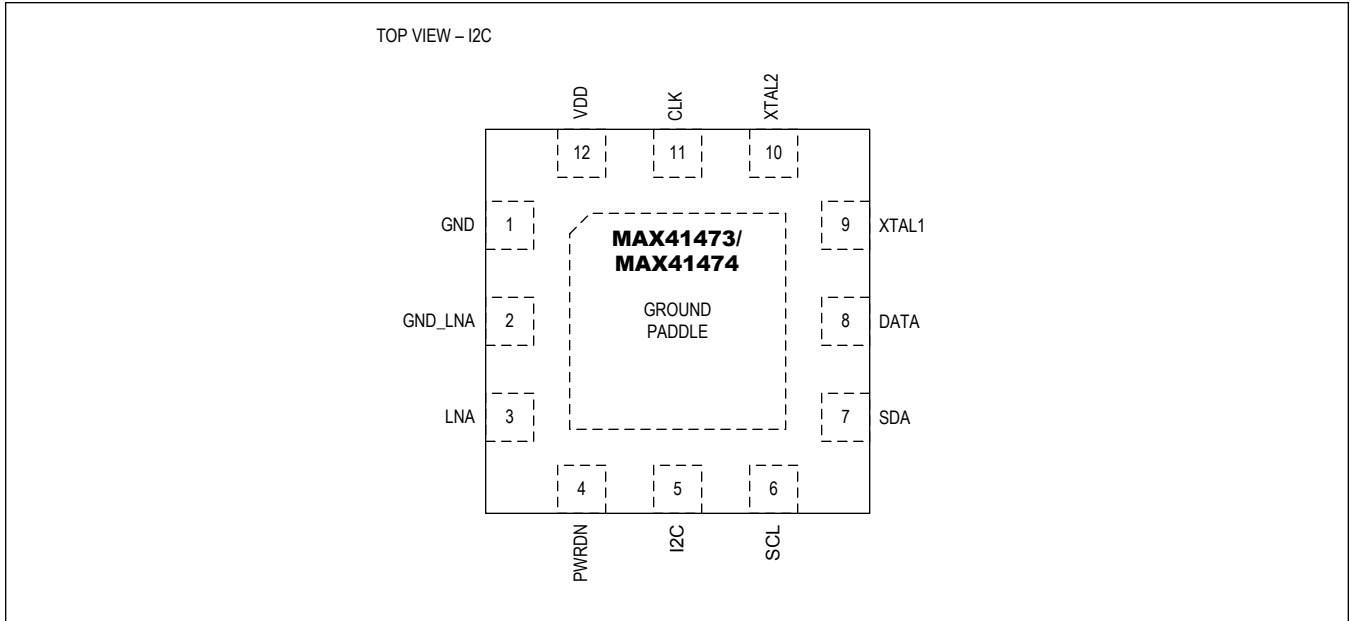 TOP VIEW – I2C
VDD
CLK
XTAL2
12
11
10
GND 1
9 XTAL1
MAX41473/
MAX41474
GND_LNA 2
GROUND
PADDLE
8 DATA
LNA 3
7 SDA
4
5
6
PWRDN
I2C
SCL